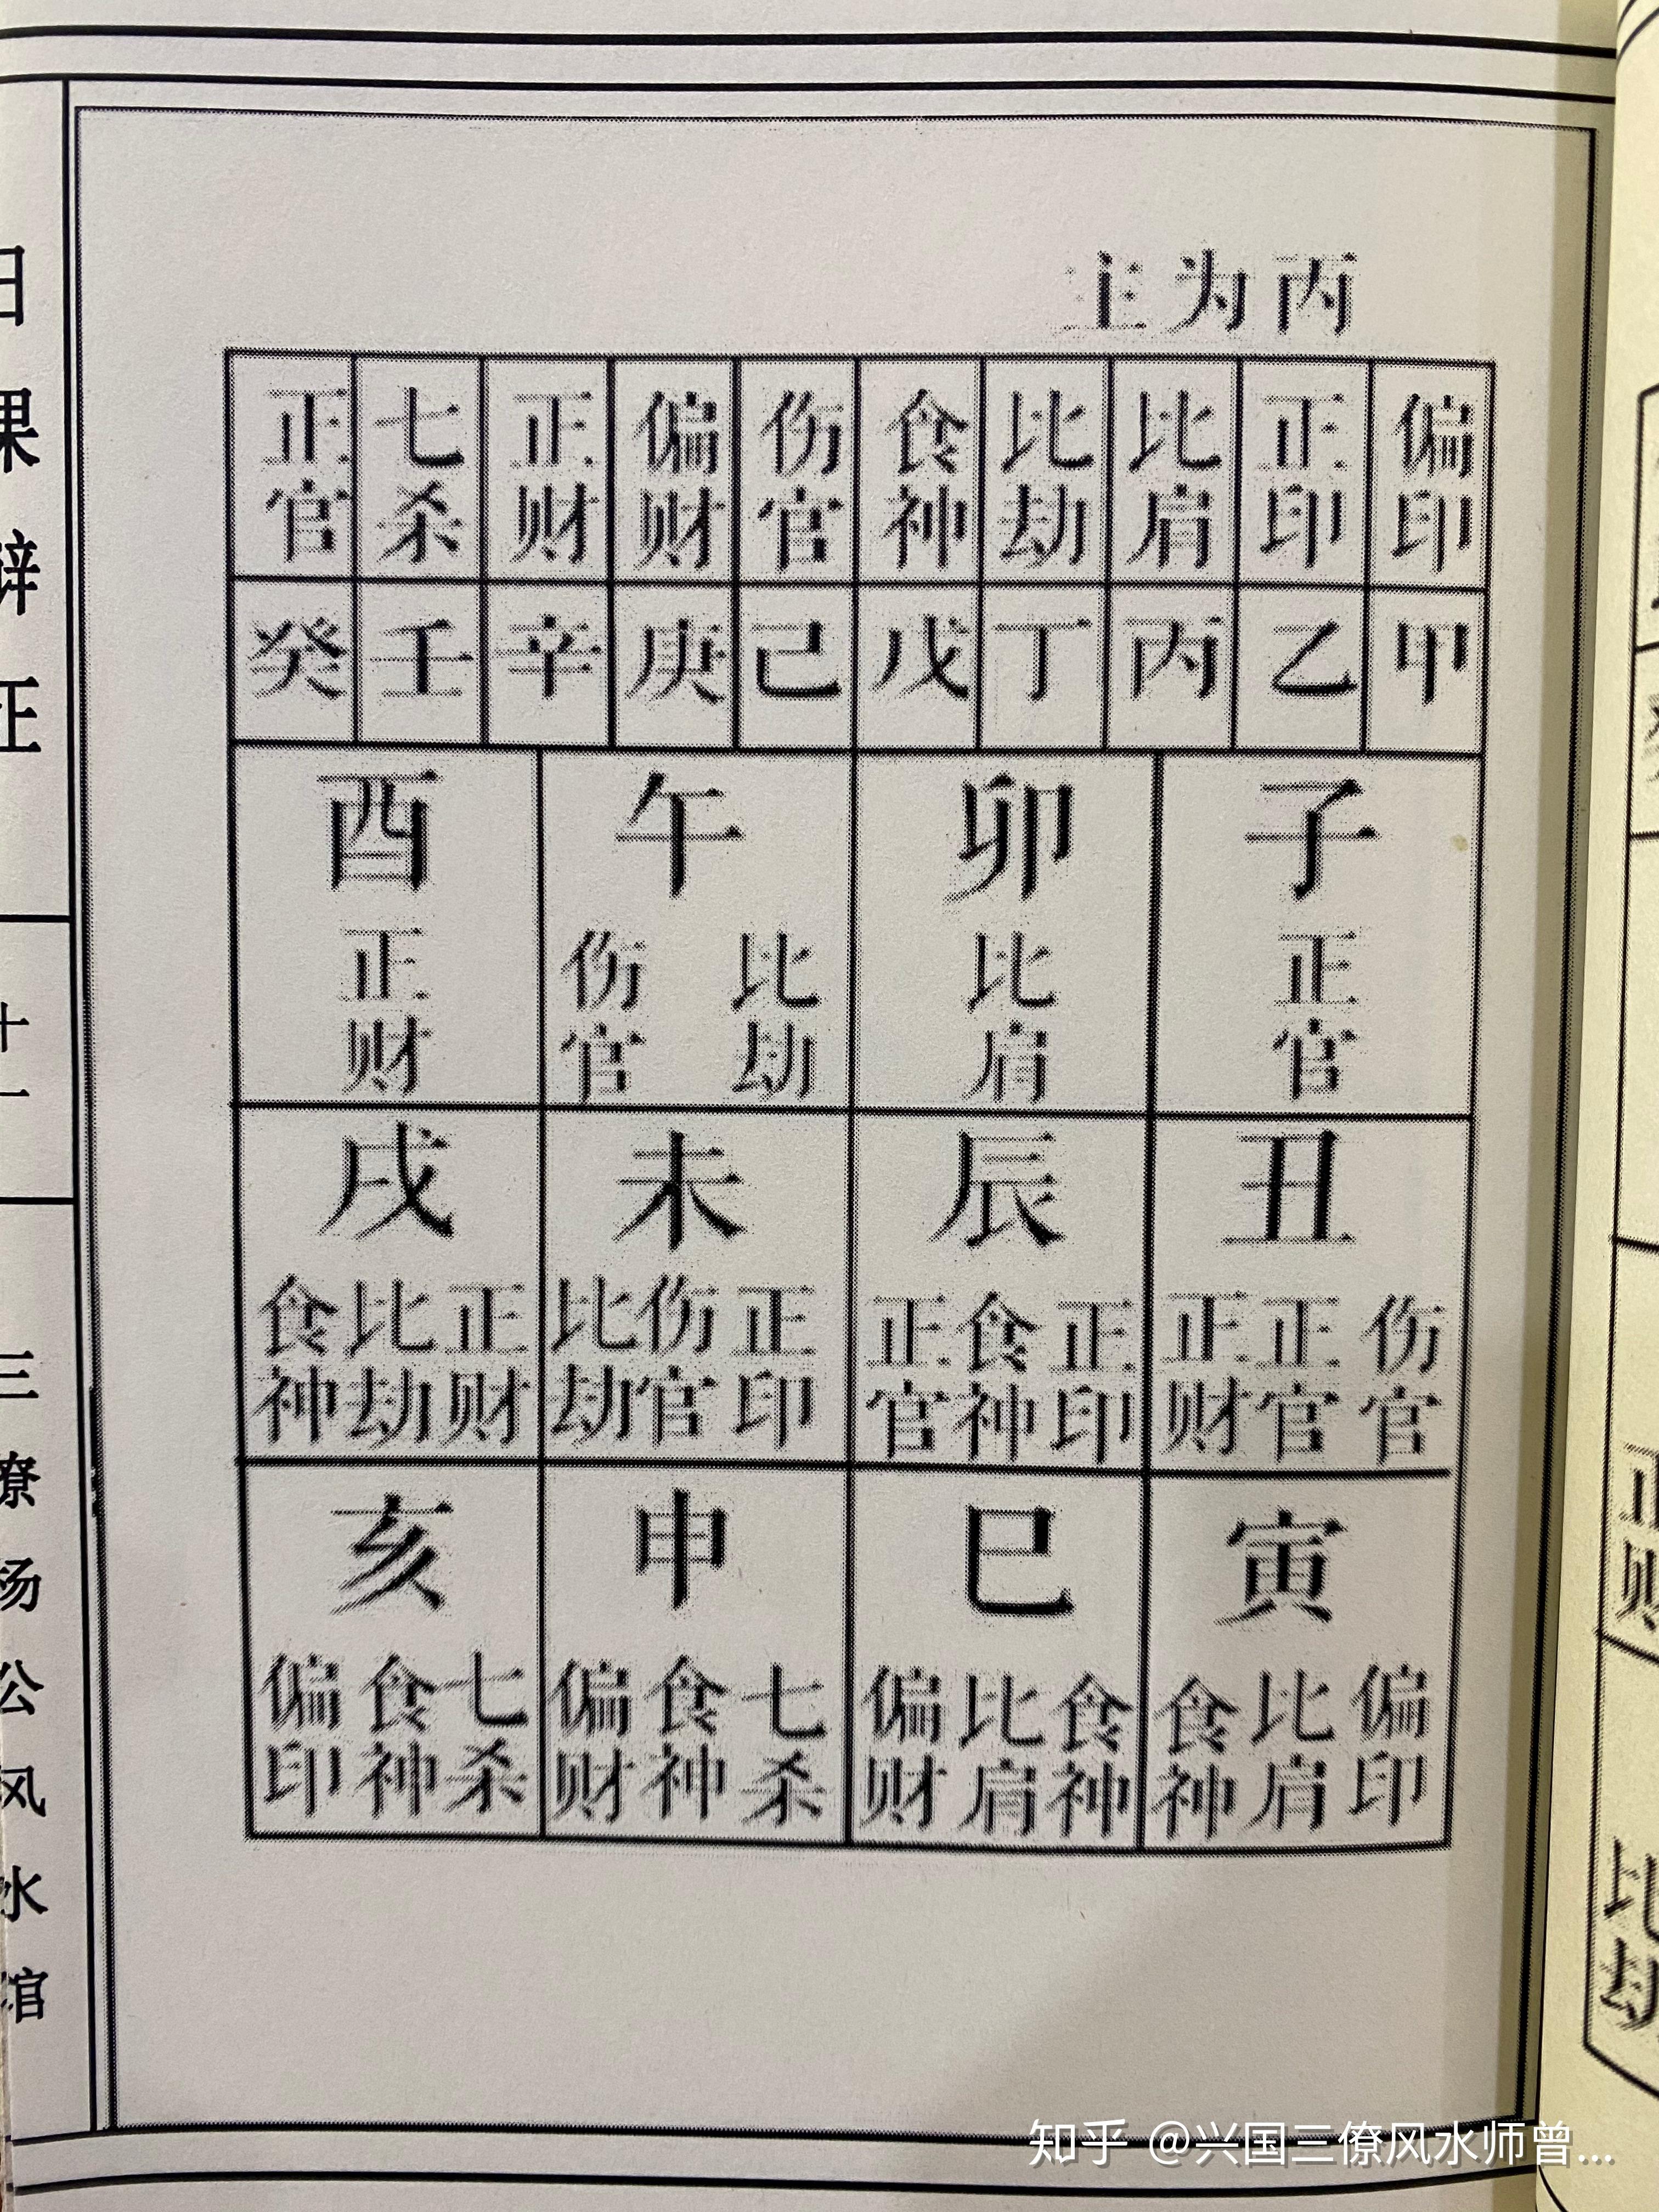 主为丙
正官 七杀 正财 偏财 伤官 食神 比劫 比肩 正印 偏印
癸 壬 辛 庚 己 戊 丁 丙 乙 甲
酉 午 卯 子
正财 伤官 比劫 比肩 正官
戌 未 辰 丑
食神 比劫 正财 比劫 伤官 正印 正官 食神 正印 正财 正官 伤官
亥 申 巳 寅
偏印 食神 七杀 偏财 食神 七杀 偏财 比肩 食神 食神 比肩 偏印
日课辩正
十一
三僚杨公风水馆
正财
比劫
知乎 @兴国三僚风水师曾...